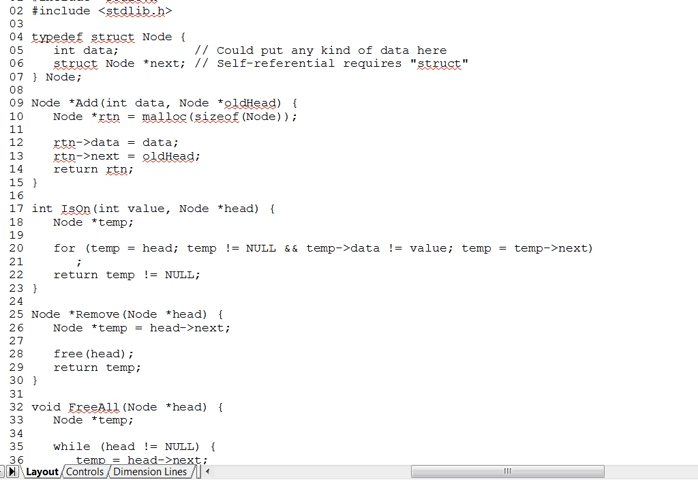 02 #include <stdlib.h>
03
04 typedef struct Node {
05    int data;          // Could put any kind of data here
06    struct Node *next; // Self-referential requires "struct"
07 } Node;
08
09 Node *Add(int data, Node *oldHead) {
10    Node *rtn = malloc(sizeof(Node));
11
12    rtn->data = data;
13    rtn->next = oldHead;
14    return rtn;
15 }
16
17 int IsOn(int value, Node *head) {
18    Node *temp;
19
20    for (temp = head; temp != NULL && temp->data != value; temp = temp->next)
21       ;
22    return temp != NULL;
23 }
24
25 Node *Remove(Node *head) {
26    Node *temp = head->next;
27
28    free(head);
29    return temp;
30 }
31
32 void FreeAll(Node *head) {
33    Node *temp;
34
35    while (head != NULL) {
36       temp = head->next;
Layout Controls Dimension Lines